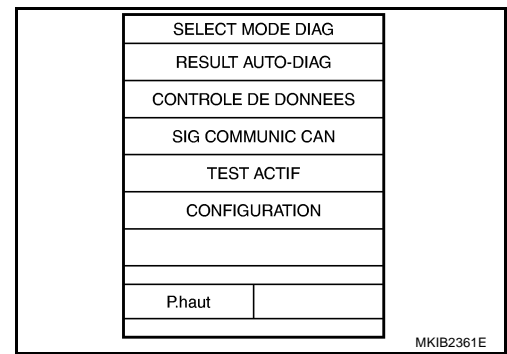 SELECT MODE DIAG
RESULT AUTO-DIAG
CONTROLE DE DONNEES
SIG COMMUNIC CAN
TEST ACTIF
CONFIGURATION
P.haut
MKIB2361E